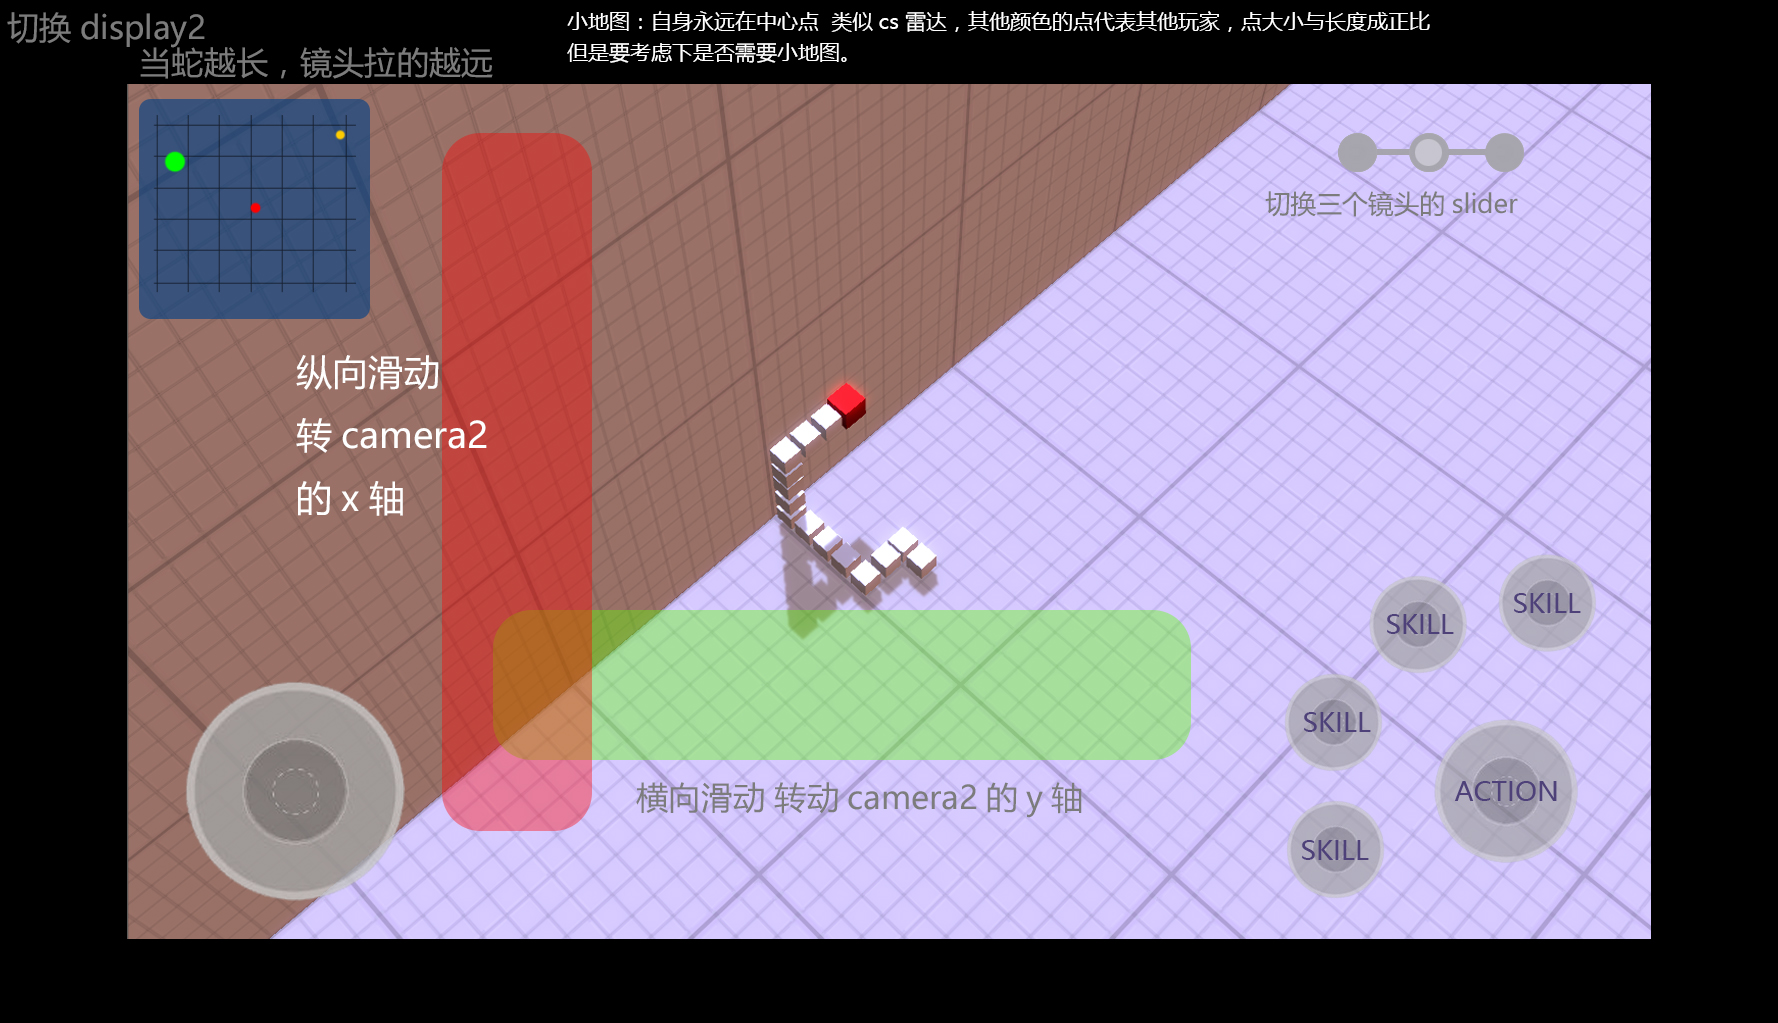 切换 display2
小地图：自身永远在中心点 类似 cs 雷达，其他颜色的点代表其他玩家，点大小与长度成正比
但是要考虑下是否需要小地图。
当蛇越长，镜头拉的越远
切换三个镜头的 slider
纵向滑动
转 camera2
的 x 轴
SKILL
SKILL
SKILL
ACTION
横向滑动 转动 camera2 的 y 轴
SKILL